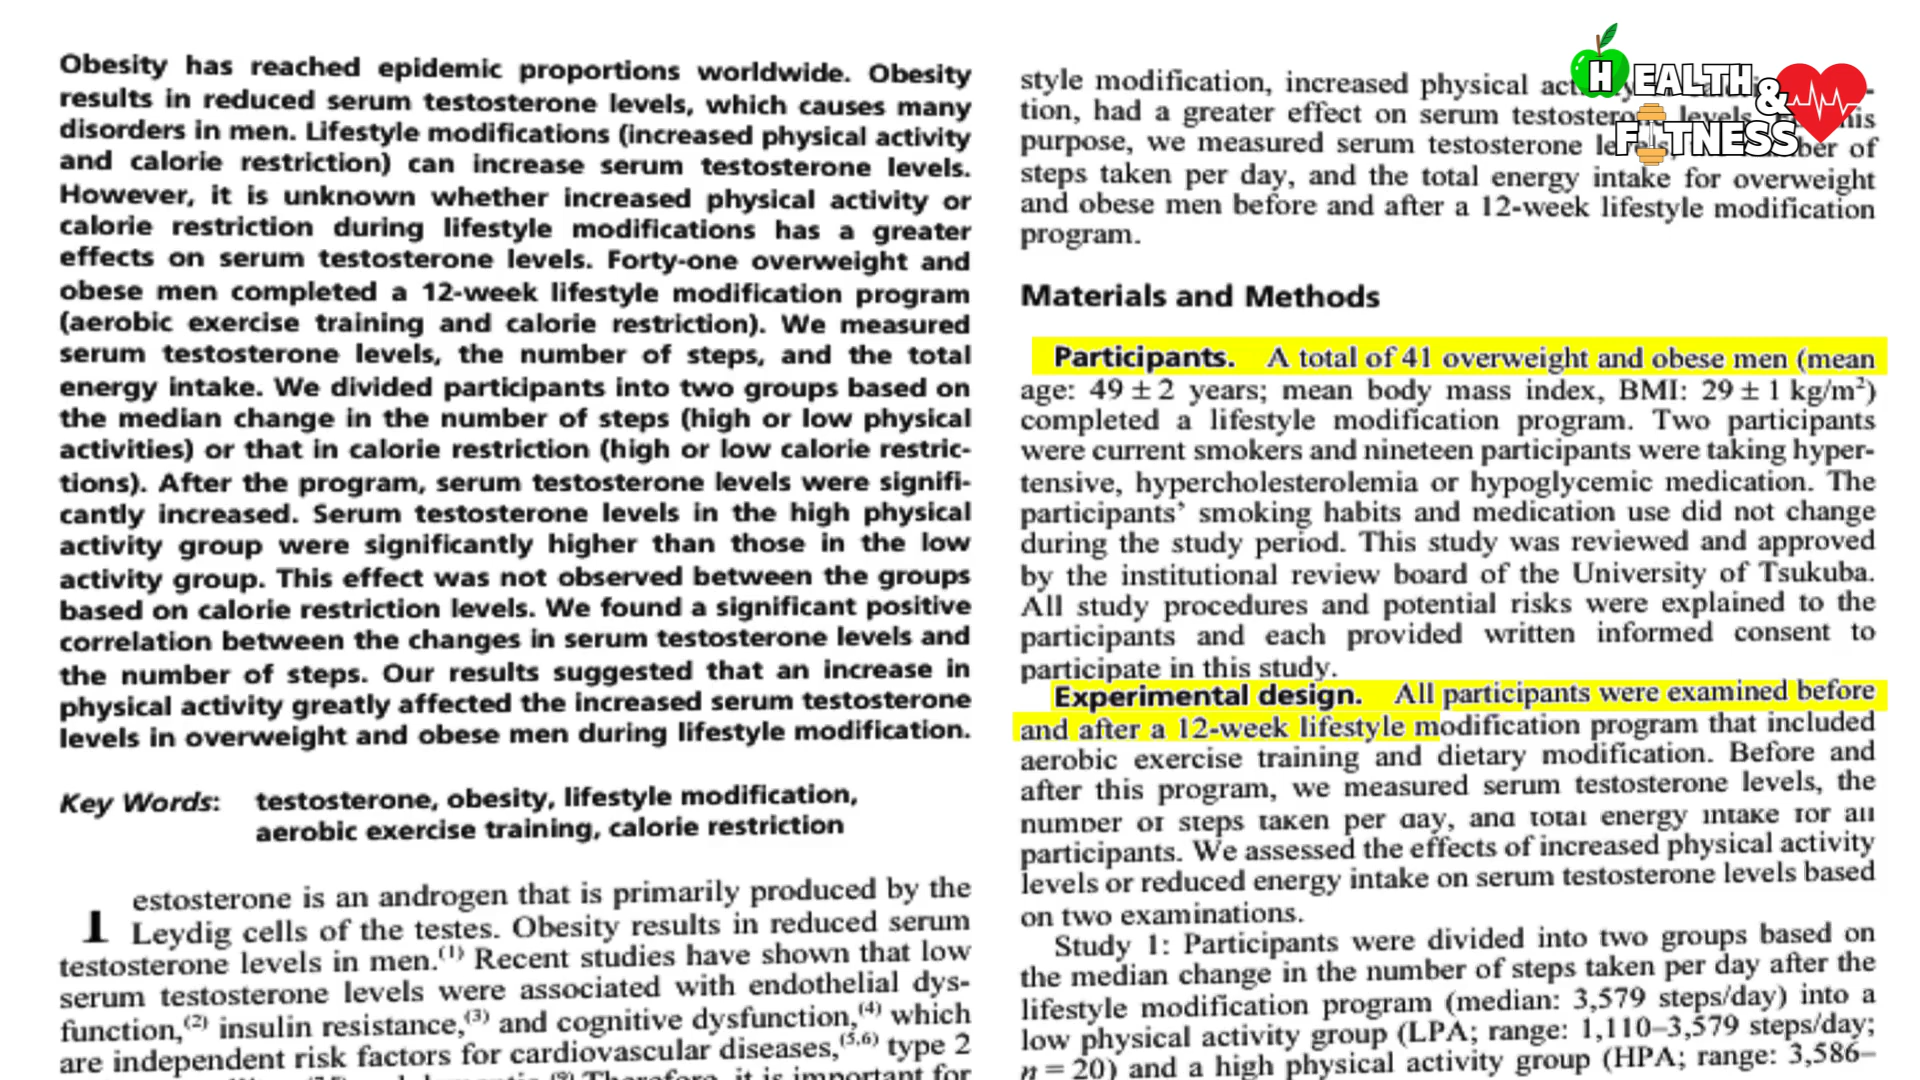 Obesity has reached epidemic proportions worldwide. Obesity
results in reduced serum testosterone levels, which causes many
disorders in men. Lifestyle modifications (increased physical activity
and calorie restriction) can increase serum testosterone levels.
However, it is unknown whether increased physical activity or
calorie restriction during lifestyle modifications has a greater
effects on serum testosterone levels. Forty-one overweight and
obese men completed a 12-week lifestyle modification program
(aerobic exercise training and calorie restriction). We measured
serum testosterone levels, the number of steps, and the total
energy intake. We divided participants into two groups based on
the median change in the number of steps (high or low physical
activities) or that in calorie restriction (high or low calorie restric-
tions). After the program, serum testosterone levels were signifi-
cantly increased. Serum testosterone levels in the high physical
activity group were significantly higher than those in the low
activity group. This effect was not observed between the groups
based on calorie restriction levels. We found a significant positive
correlation between the changes in serum testosterone levels and
the number of steps. Our results suggested that an increase in
physical activity greatly affected the increased serum testosterone
levels in overweight and obese men during lifestyle modification.
Key Words: testosterone, obesity, lifestyle modification,
aerobic exercise training, calorie restriction
Testosterone is an androgen that is primarily produced by the
Leydig cells of the testes. Obesity results in reduced serum
testosterone levels in men.(1) Recent studies have shown that low
serum testosterone levels were associated with endothelial dys-
function,(2) insulin resistance,(3) and cognitive dysfunction,(4) which
are independent risk factors for cardiovascular diseases,(5,6) type 2
Therefore, it is important for
style modification, increased physical
tion, had a greater effect on serum testosterone levels
purpose, we measured serum testosterone of
steps taken per day, and the total energy intake for overweight
and obese men before and after a 12-week lifestyle modification
program.
Materials and Methods
Participants. A total of 41 overweight and obese men (mean
age: 49 ± 2 years; mean body mass index, BMI: 29 ± 1 kg/m²)
completed a lifestyle modification program. Two participants
were current smokers and nineteen participants were taking hyper-
tensive, hypercholesterolemia or hypoglycemic medication. The
participants’ smoking habits and medication use did not change
during the study period. This study was reviewed and approved
by the institutional review board of the University of Tsukuba.
All study procedures and potential risks were explained to the
participants and each provided written informed consent to
participate in this study.
Experimental design. All participants were examined before
and after a 12-week lifestyle modification program that included
aerobic exercise training and dietary modification. Before and
after this program, we measured serum testosterone levels, the
number of steps taken per day, and total energy intake for all
participants. We assessed the effects of increased physical activity
levels or reduced energy intake on serum testosterone levels based
on two examinations.
Study 1: Participants were divided into two groups based on
the median change in the number of steps taken per day after the
lifestyle modification program (median: 3,579 steps/day) into a
low physical activity group (LPA; range: 1,110–3,579 steps/day;
n = 20) and a high physical activity group (HPA; range: 3,586–
HEALTH &
FITNESS